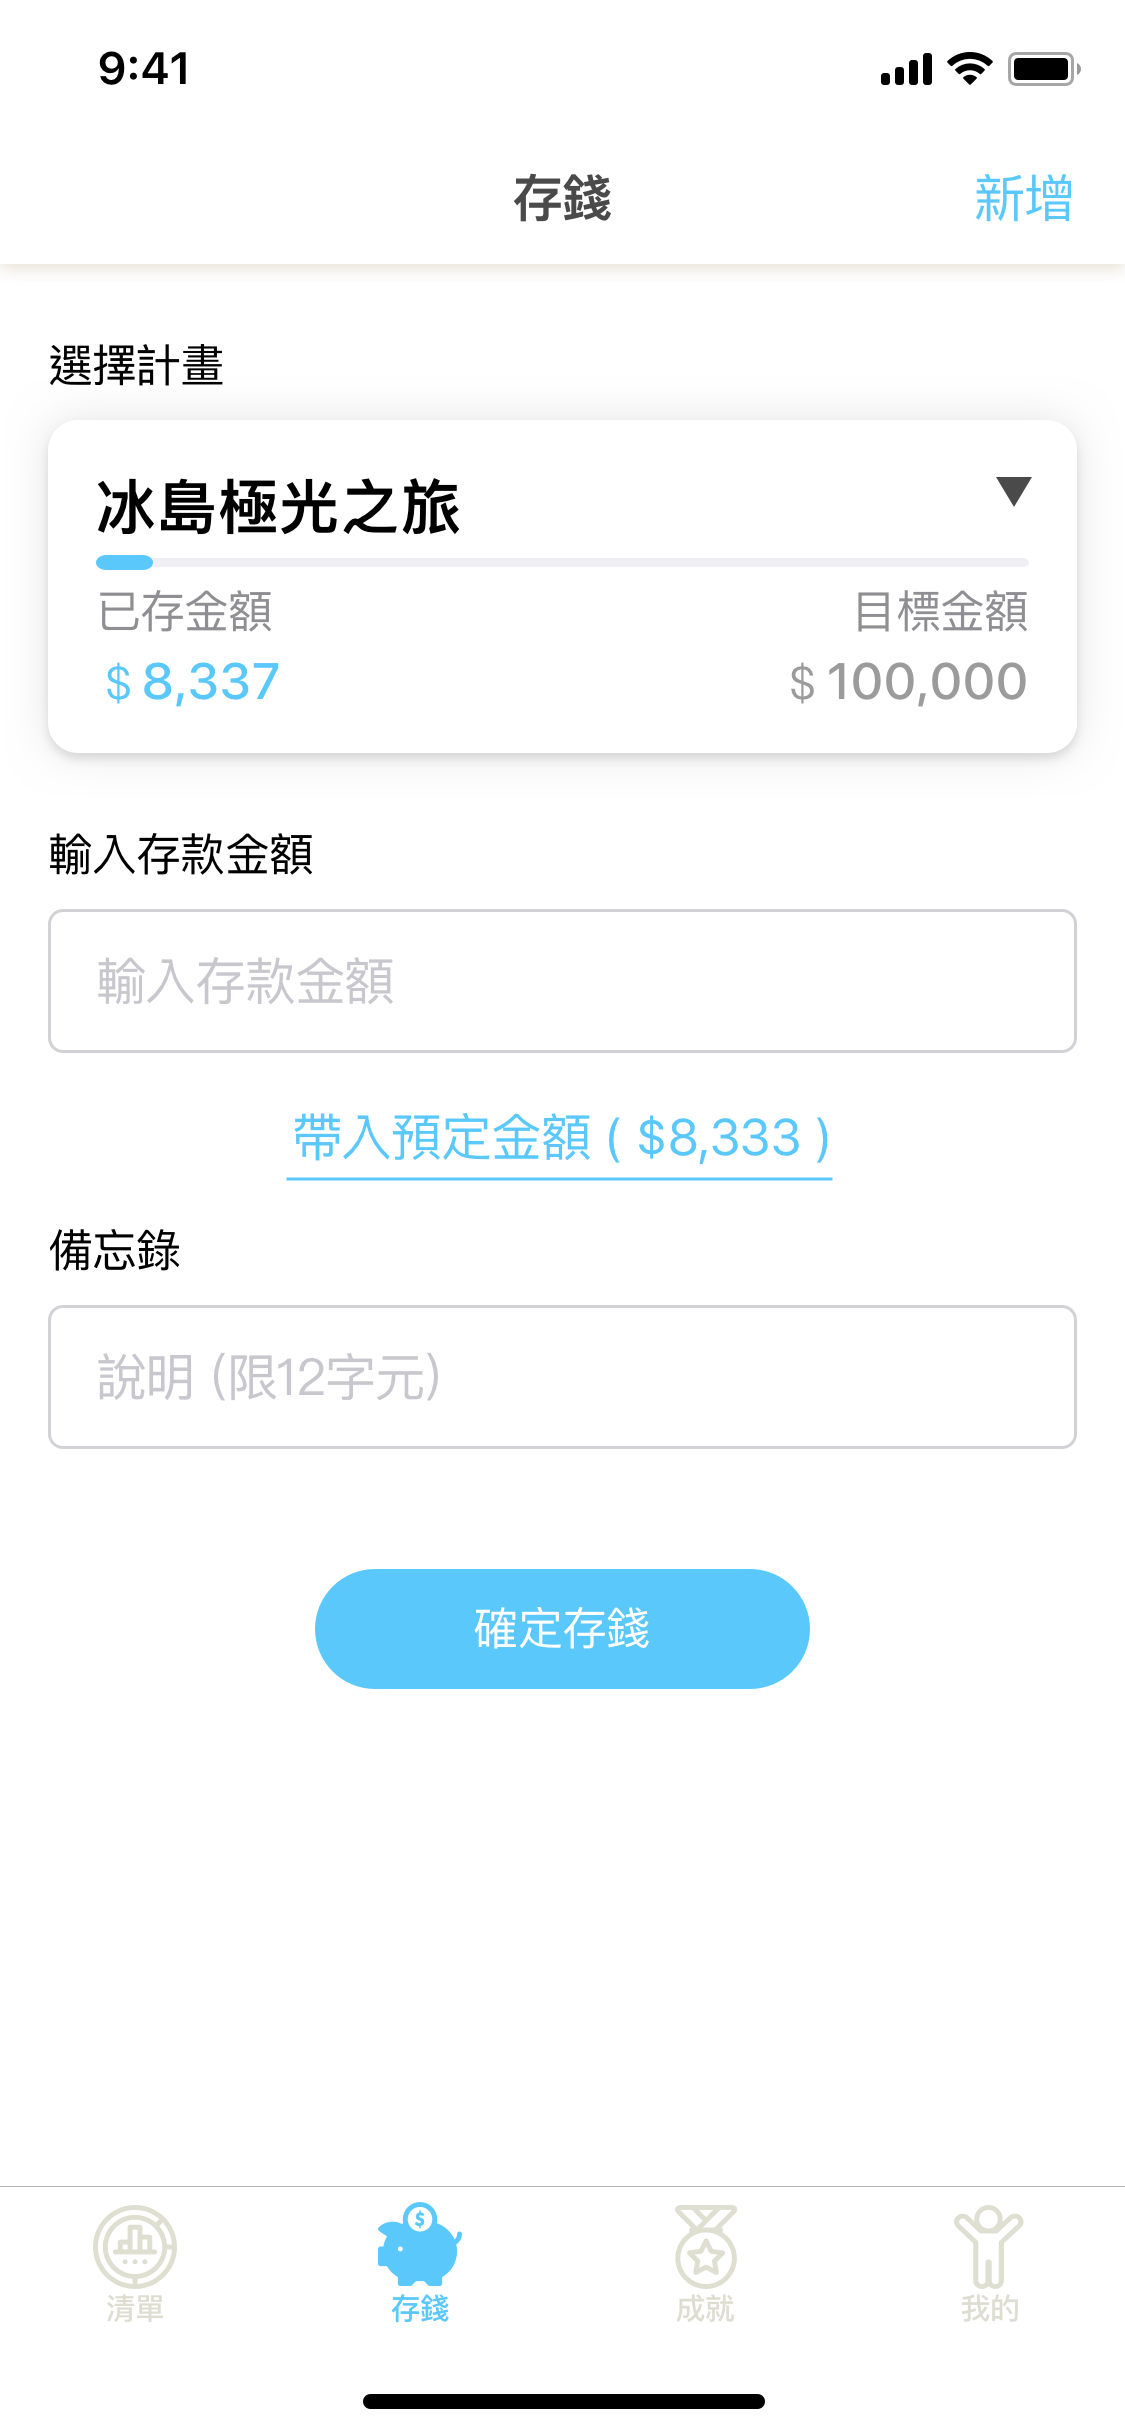 9:41
存錢
新增
選擇計畫
冰島極光之旅
已存金額
目標金額
$ 8,337
$ 100,000
輸入存款金額
輸入存款金額
帶入預定金額 ( $8,333 )
備忘錄
說明 (限12字元)
確定存錢
$
清單
存錢
成就
我的